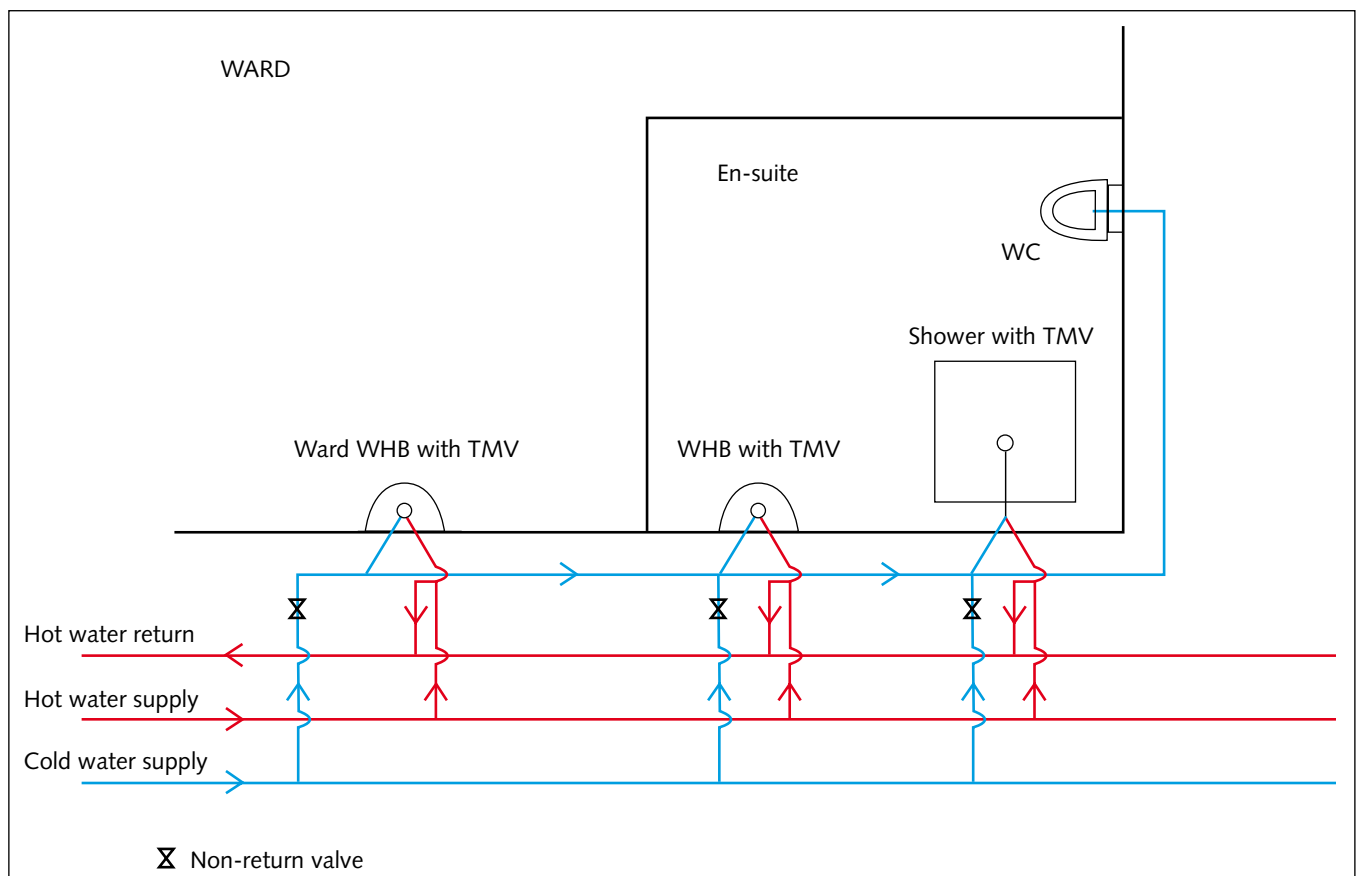 WARD
En-suite
WC
Shower with TMV
Ward WHB with TMV
WHB with TMV
Hot water return
Hot water supply
Cold water supply
Non-return valve